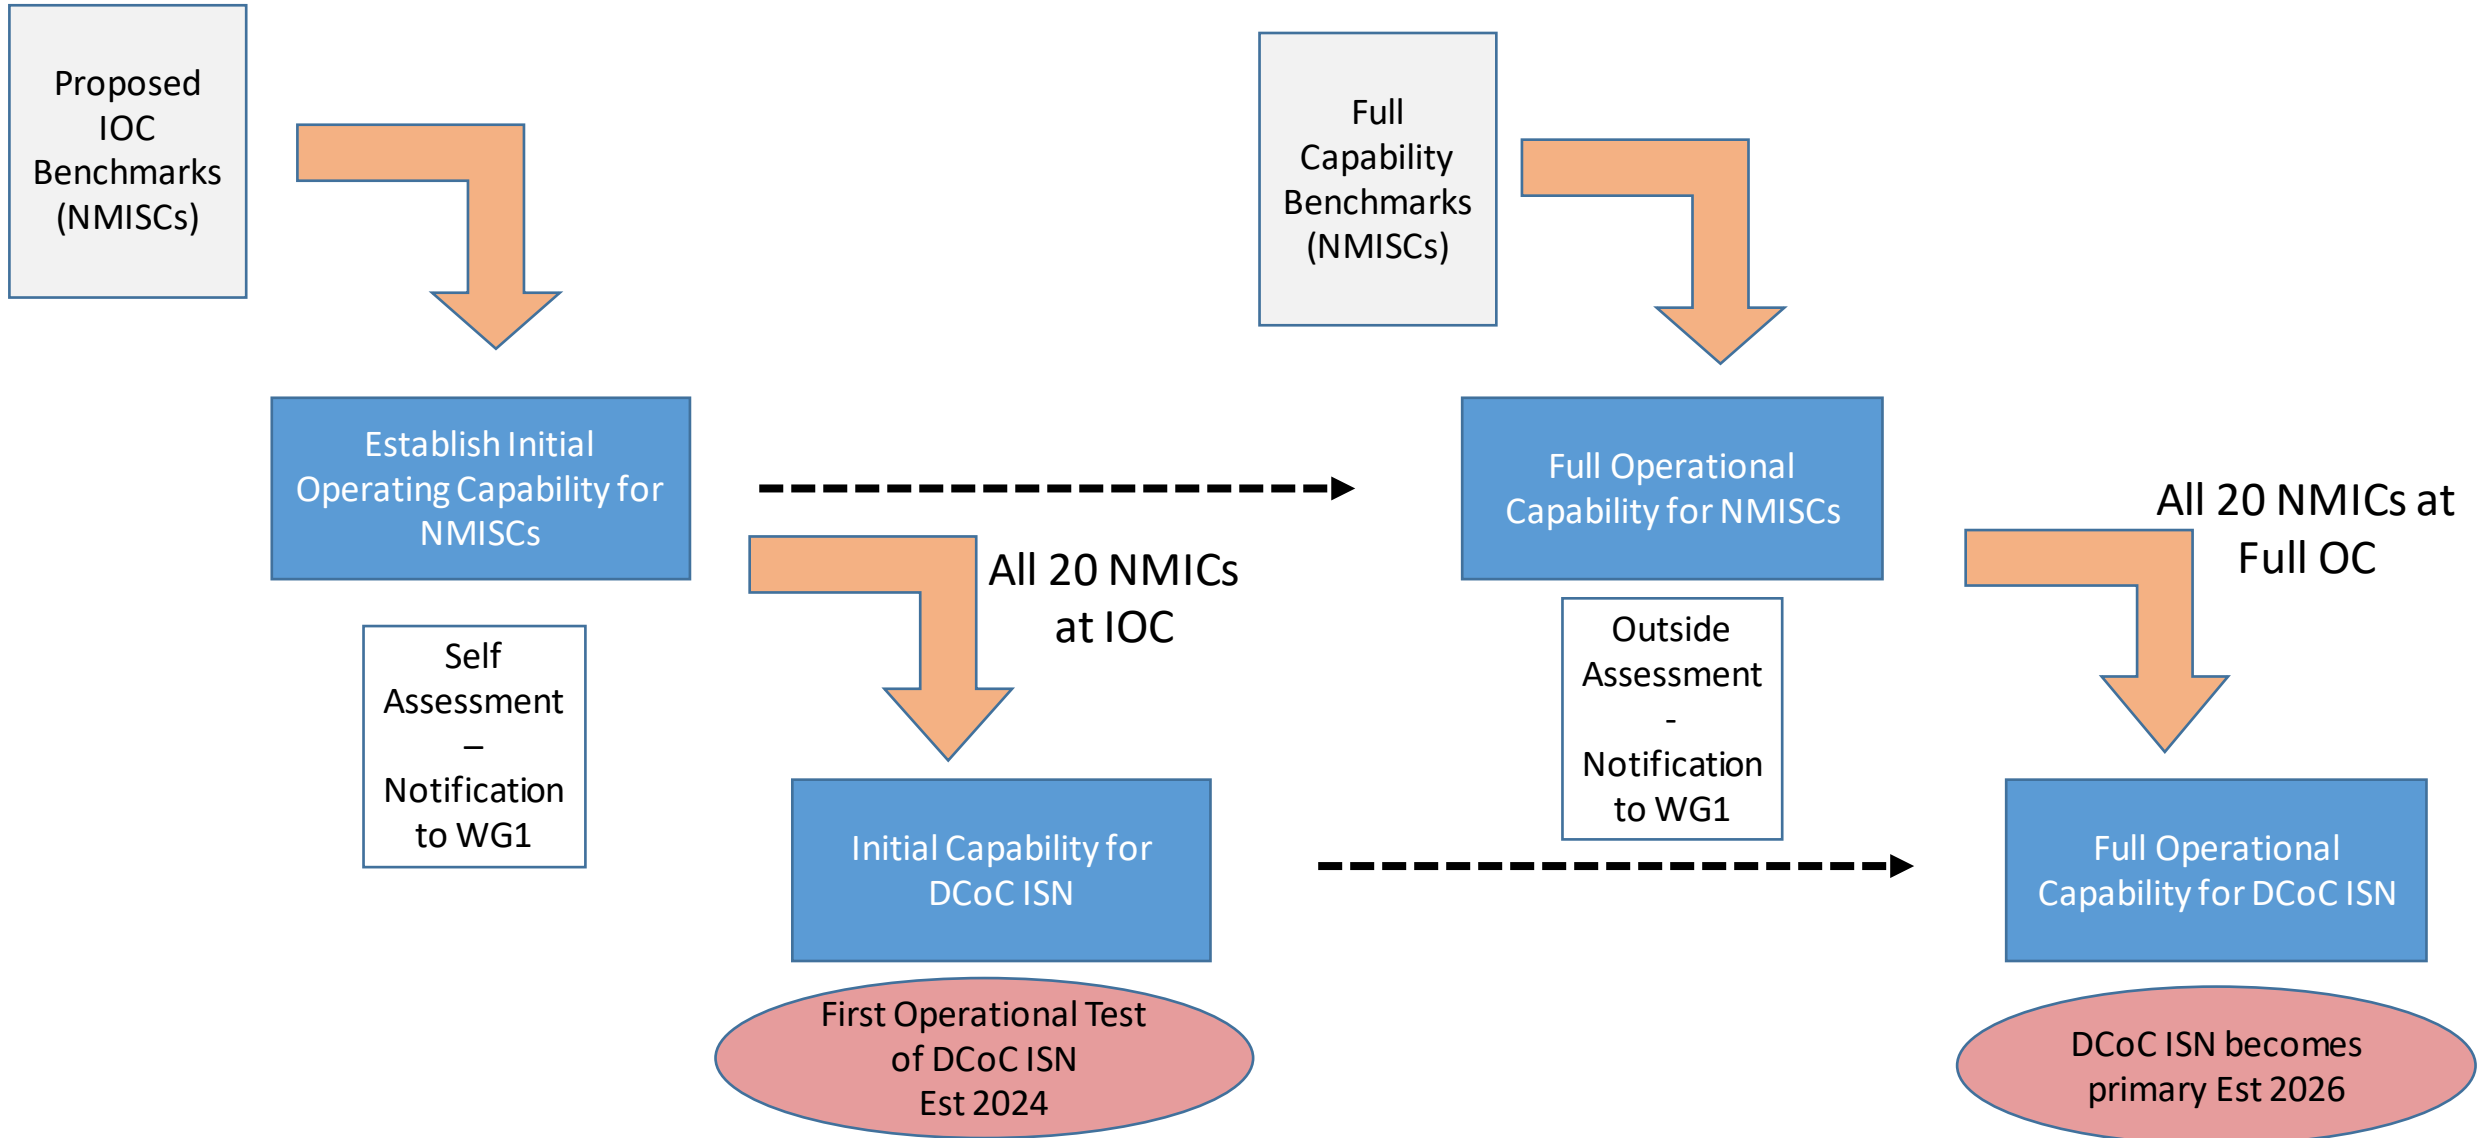 Proposed
IOC
Benchmarks
(NMISCs)
Full
Capability
Benchmarks
(NMISCs)
Establish Initial
Operating Capability for
NMISCs
Full Operational
Capability for NMISCs
All 20 NMICs
at IOC
All 20 NMICs at
Full OC
Self
Assessment
–
Notification
to WG1
Outside
Assessment
-
Notification
to WG1
Initial Capability for
DCoC ISN
Full Operational
Capability for DCoC ISN
First Operational Test
of DCoC ISN
Est 2024
DCoC ISN becomes
primary Est 2026